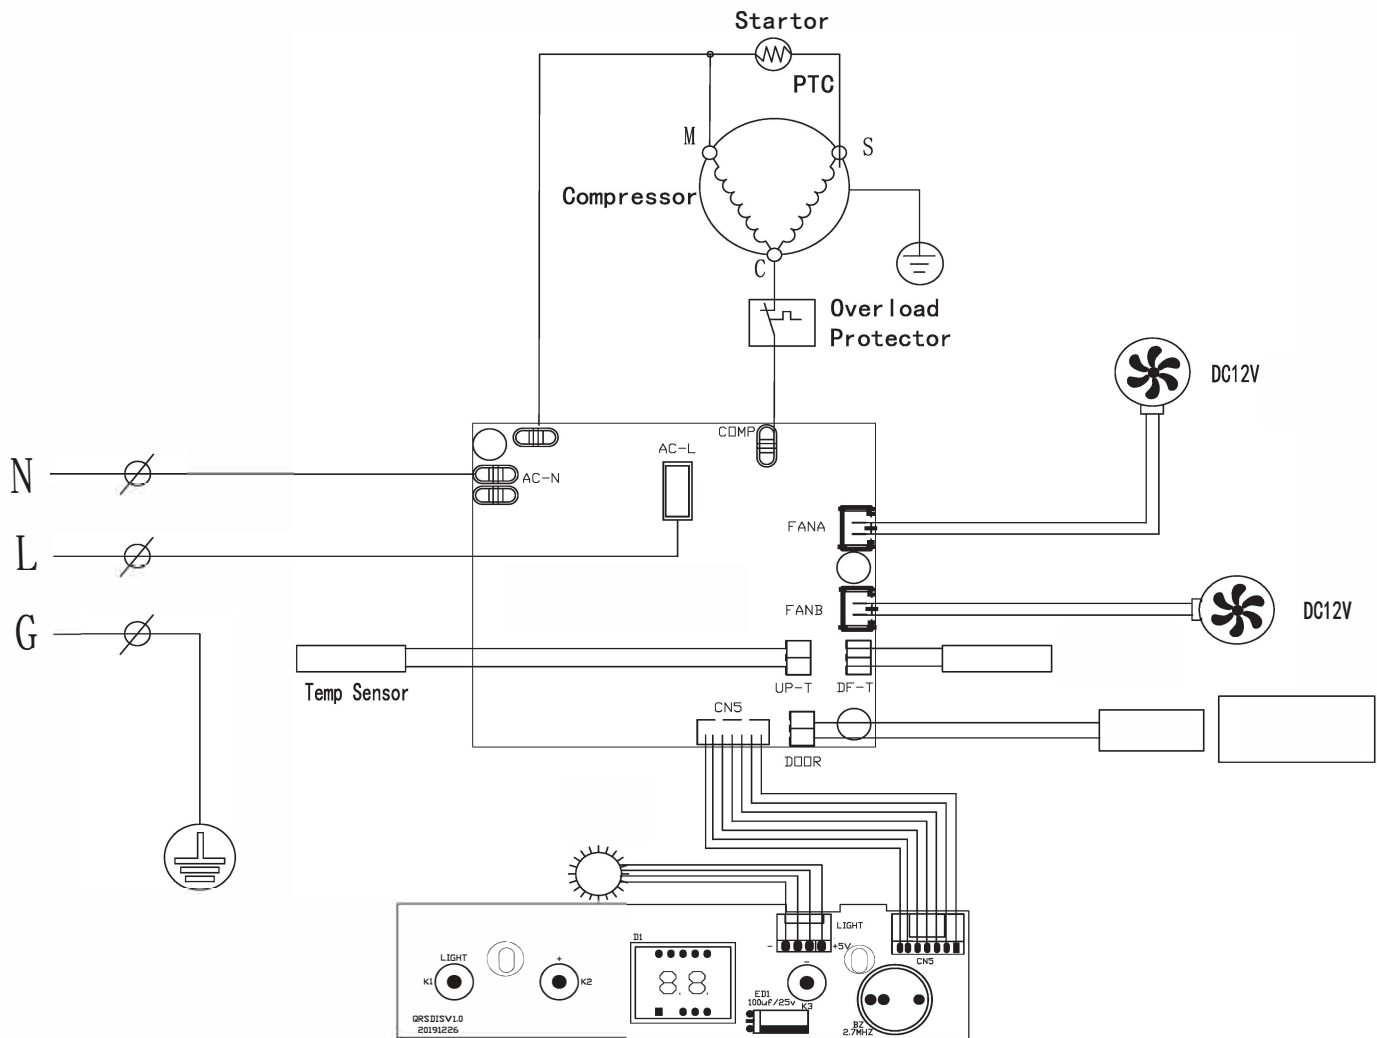 Startor
PTC
M
S
Compressor
C
Overload
Protector
DC12V
COMP
AC-L
N
AC-N
FANA
L
FANB
DC12V
G
Temp Sensor
UP-T
DF-T
CN5
DOOR
LIGHT
-
+5V
D1
CN5
LIGHT
+
-
K1
K2
8.8.
ED1
100uf/25v
K3
QRSDISV1.0
20191226
BZ
2.7MHZ